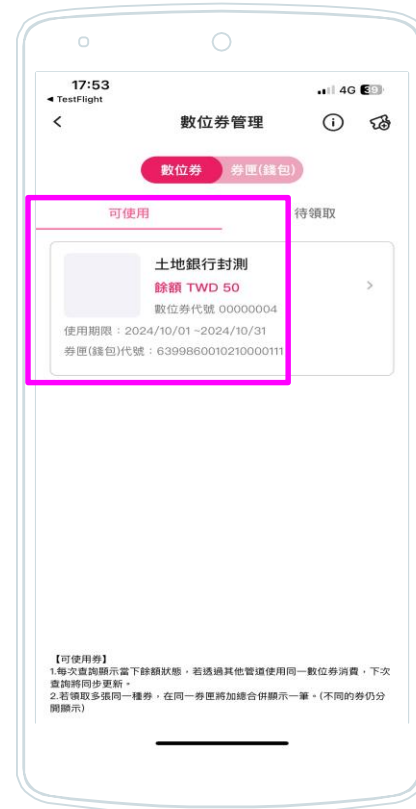 17:53
4G 39
◀ TestFlight
數位券管理
數位券 券匣(錢包)
可使用 待領取
土地銀行封測
餘額 TWD 50
數位券代號 00000004
使用期限：2024/10/01 ~2024/10/31
券匣(錢包)代號：6399860010210000111
【可使用券】
1.每次查詢顯示當下餘額狀態，若透過其他管道使用同一數位券消費，下次
查詢將同步更新。
2.若領取多張同一種券，在同一券匣將加總合併顯示一筆。(不同的券仍分
開顯示)